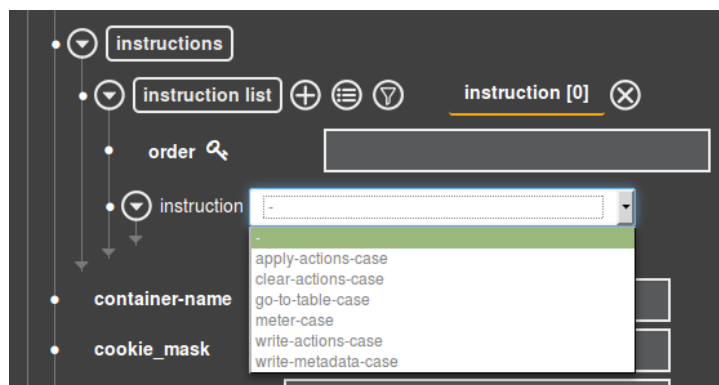 instructions
instruction list instruction [0]
order
instruction -
-
apply-actions-case
clear-actions-case
go-to-table-case
meter-case
write-actions-case
write-metadata-case
container-name
cookie_mask